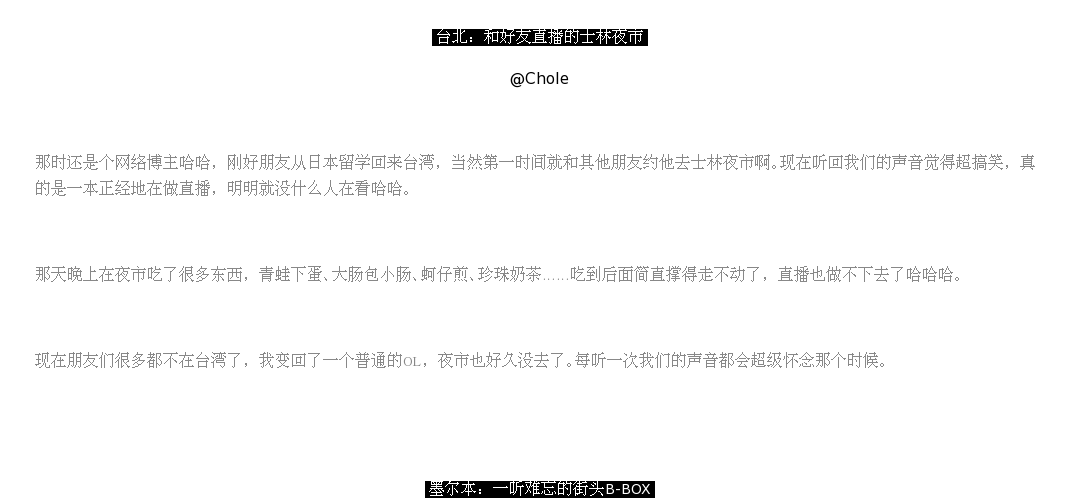 台北：和好友直播的士林夜市
@Chole
那时还是个网络博主哈哈，刚好朋友从日本留学回来台湾，当然第一时间就和其他朋友约他去士林夜市啊。现在听回我们的声音觉得超搞笑，真
的是一本正经地在做直播，明明就没什么人在看哈哈。
那天晚上在夜市吃了很多东西，青蛙下蛋、大肠包小肠、蚵仔煎、珍珠奶茶……吃到后面简直撑得走不动了，直播也做不下去了哈哈哈。
现在朋友们很多都不在台湾了，我变回了一个普通的OL，夜市也好久没去了。每听一次我们的声音都会超级怀念那个时候。
墨尔本：一听难忘的街头B-BOX